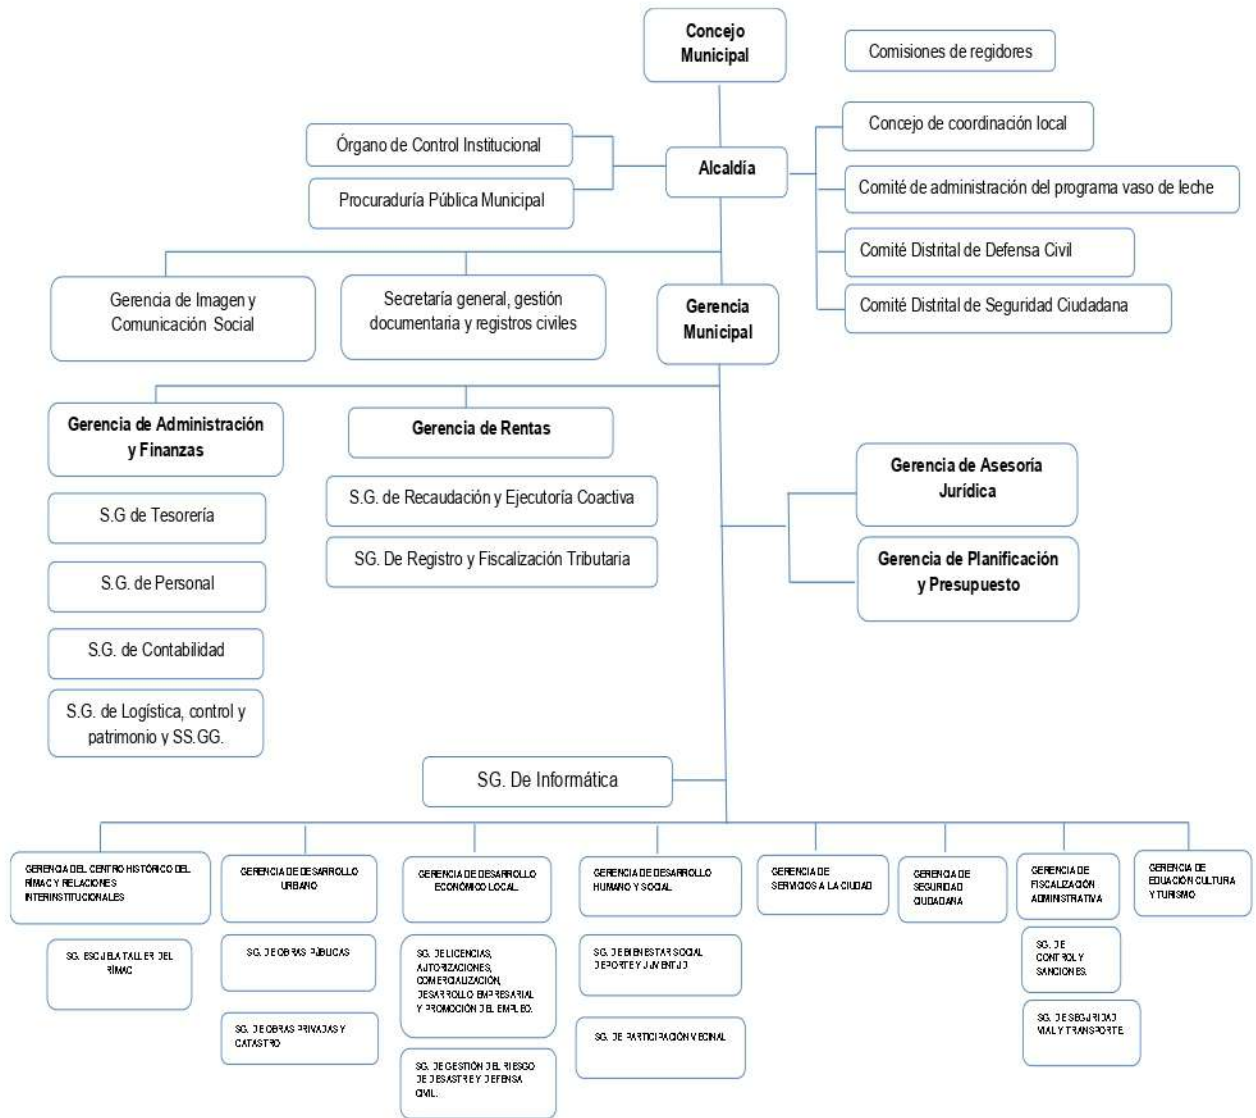 Concejo
Municipal
Comisiones de regidores
Órgano de Control Institucional
Procuraduría Pública Municipal
Alcaldía
Concejo de coordinación local
Comité de administración del programa vaso de leche
Comité Distrital de Defensa Civil
Comité Distrital de Seguridad Ciudadana
Gerencia de Imagen y
Comunicación Social
Secretaría general, gestión
documentaria y registros civiles
Gerencia
Municipal
Gerencia de Administración
y Finanzas
Gerencia de Rentas
S.G de Tesorería
S.G. de Personal
S.G. de Contabilidad
S.G. de Logística, control y
patrimonio y SS.GG.
S.G. de Recaudación y Ejecutoría Coactiva
SG. De Registro y Fiscalización Tributaria
Gerencia de Asesoría
Jurídica
Gerencia de Planificación
y Presupuesto
SG. De Informática
GERENCIA DEL CENTRO HISTÓRICO DEL
RÍMAC Y RELACIONES
INTERINSTITUCIONALES
SG. ESCUELA TALLER DEL
RÍMAC
GERENCIA DE DESARROLLO
URBANO
SG. DE OBRAS PÚBLICAS
SG. DE OBRAS PRIVADAS Y
CATASTRO
GERENCIA DE DESARROLLO
ECONÓMICO LOCAL
SG. DE LICENCIAS,
AUTORIZACIONES,
COMERCIALIZACIÓN,
DESARROLLO EMPRESARIAL
Y PROMOCIÓN DEL EMPLEO.
SG. DE GESTIÓN DEL RIESGO
DE DESASTRE Y DEFENSA
CIVIL.
GERENCIA DE DESARROLLO
HUMANO Y SOCIAL
SG. DE BIENESTAR SOCIAL
DEPORTE Y JUVENTUD
SG. DE PARTICIPACIÓN VECINAL
GERENCIA DE
SERVICIOS A LA CIUDAD
GERENCIA DE
SEGURIDAD
CIUDADANA
GERENCIA DE
FISCALIZACIÓN
ADMINISTRATIVA
SG. DE
CONTROL Y
SANCIONES.
SG. DE SEGURIDAD
VIAL Y TRANSPORTE
GERENCIA DE
EDUACIÓN CULTURA
Y TURISMO